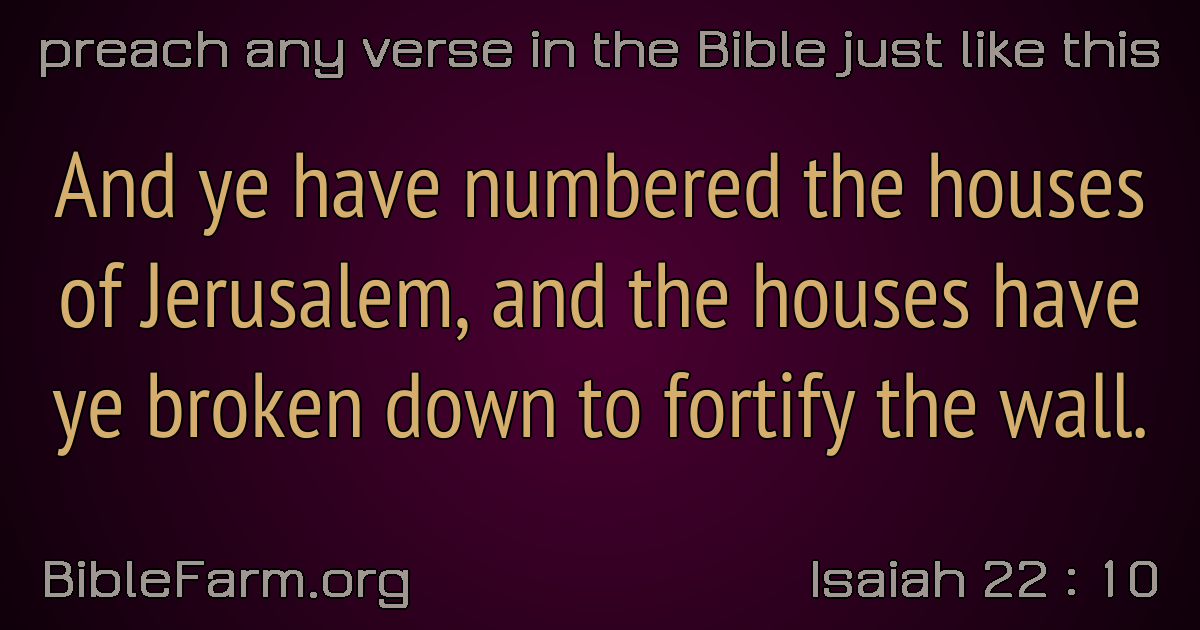 preach any verse in the Bible just like this
And ye have numbered the houses
of Jerusalem, and the houses have
ye broken down to fortify the wall.
BibleFarm.org
Isaiah 22 : 10